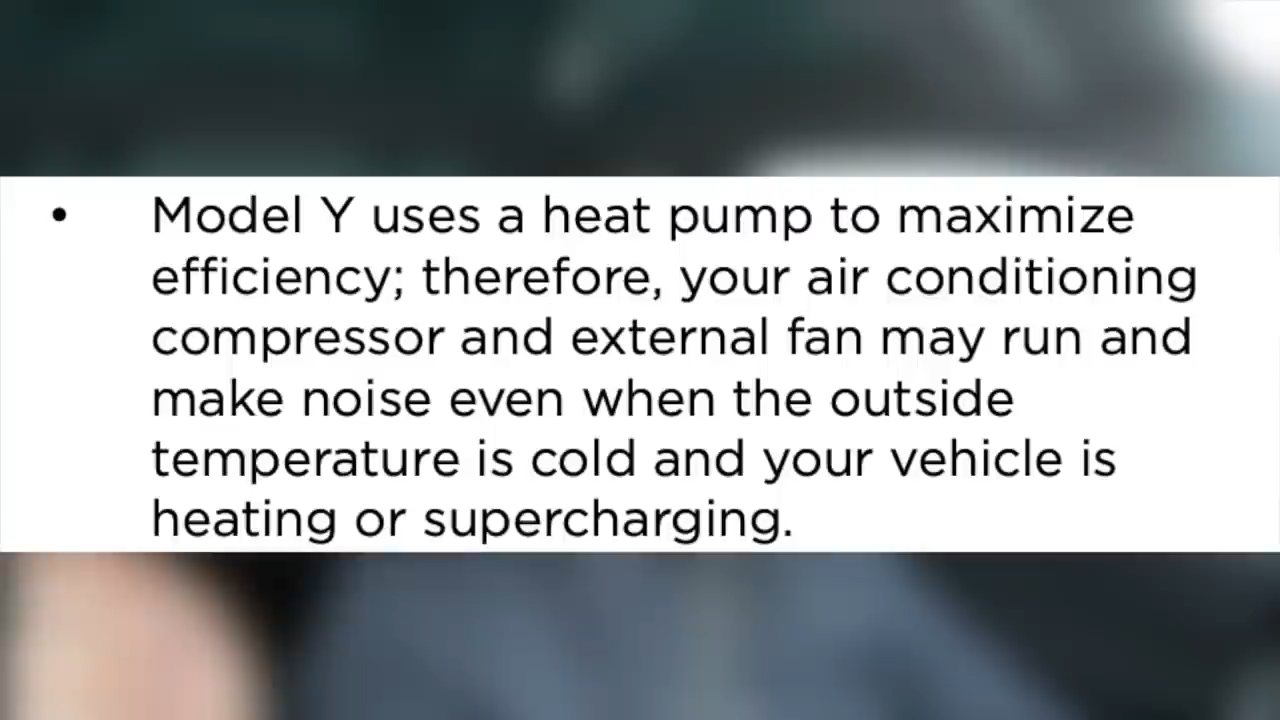 • Model Y uses a heat pump to maximize
efficiency; therefore, your air conditioning
compressor and external fan may run and
make noise even when the outside
temperature is cold and your vehicle is
heating or supercharging.